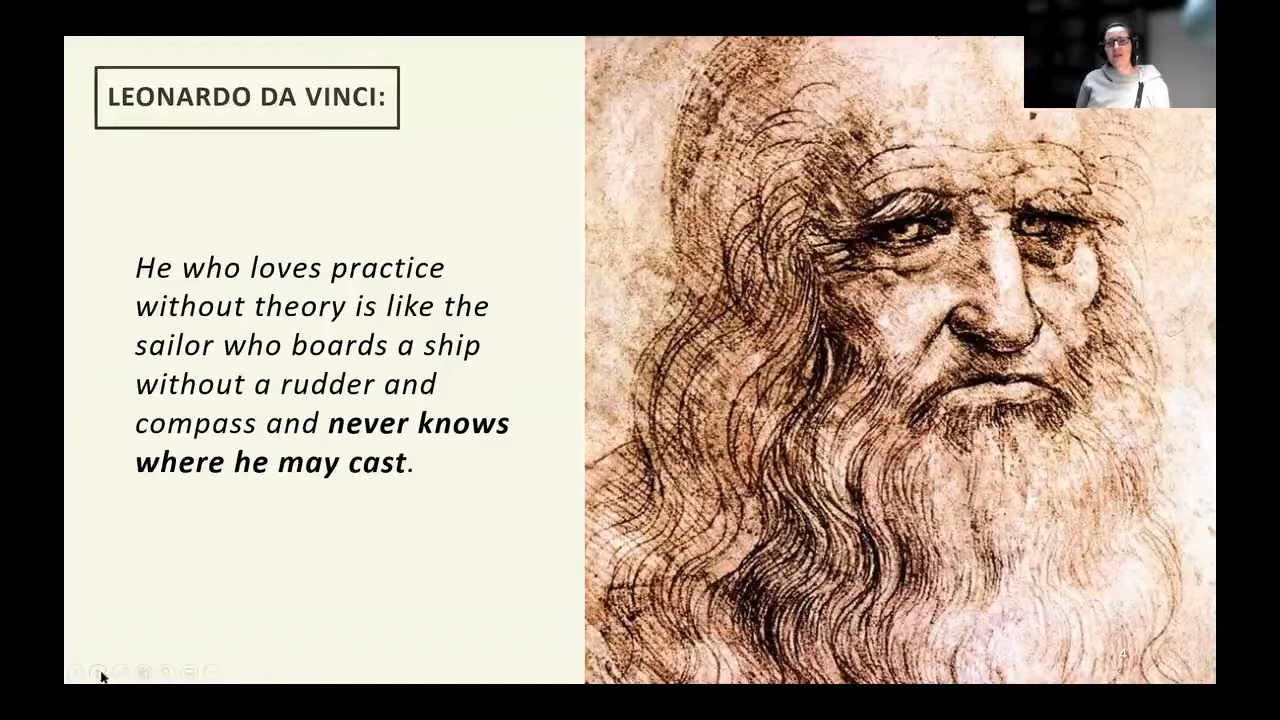 LEONARDO DA VINCI:
He who loves practice
without theory is like the
sailor who boards a ship
without a rudder and
compass and never knows
where he may cast.
4